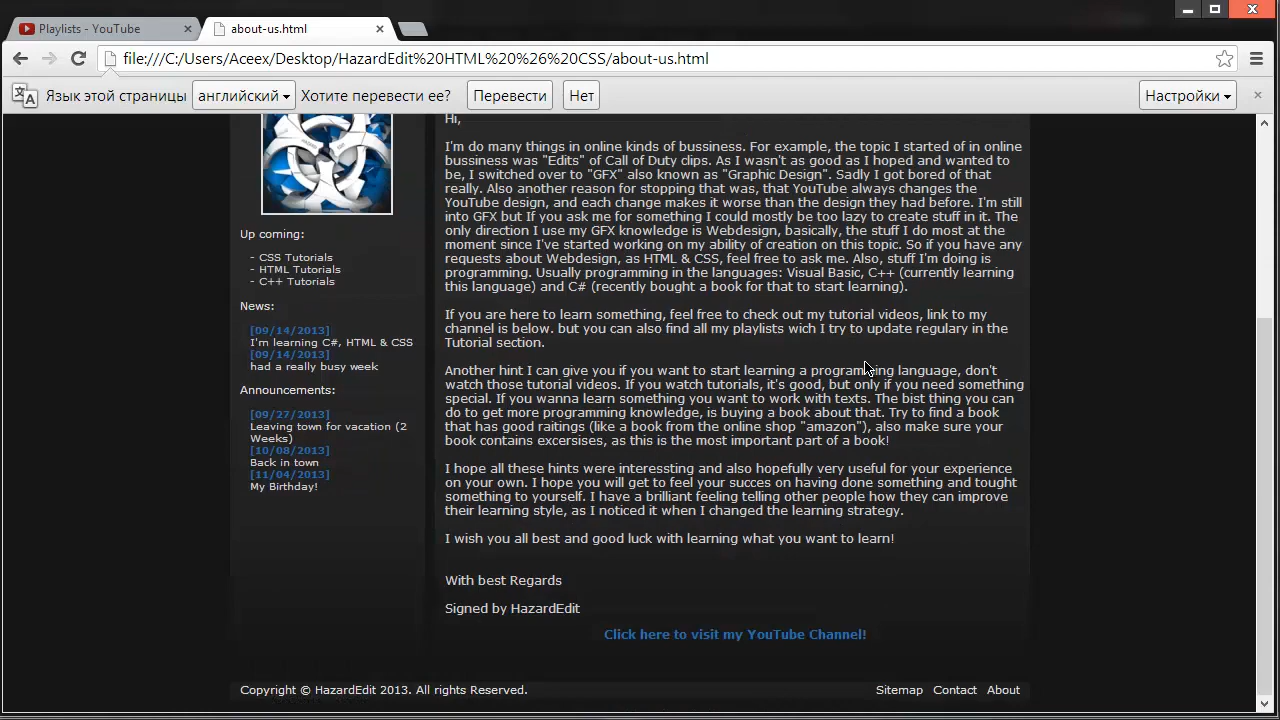 Playlists - YouTube
about-us.html
file:///C:/Users/Aceex/Desktop/HazardEdit%20HTML%20%26%20CSS/about-us.html
Язык этой страницы английский Хотите перевести ее? Перевести Нет Настройки
Up coming:
- CSS Tutorials
- HTML Tutorials
- C++ Tutorials
News:
[09/14/2013]
I'm learning C#, HTML & CSS
[09/14/2013]
had a really busy week
Announcements:
[09/27/2013]
Leaving town for vacation (2
Weeks)
[10/08/2013]
Back in town
[11/04/2013]
My Birthday!
Hi,
I'm do many things in online kinds of bussiness. For example, the topic I started of in online
bussiness was "Edits" of Call of Duty clips. As I wasn't as good as I hoped and wanted to
be, I switched over to "GFX" also known as "Graphic Design". Sadly I got bored of that
really. Also another reason for stopping that was, that YouTube always changes the
YouTube design, and each change makes it worse than the design they had before. I'm still
into GFX but If you ask me for something I could mostly be too lazy to create stuff in it. The
only direction I use my GFX knowledge is Webdesign, basically, the stuff I do most at the
moment since I've started working on my ability of creation on this topic. So if you have any
requests about Webdesign, as HTML & CSS, feel free to ask me. Also, stuff I'm doing is
programming. Usually programming in the languages: Visual Basic, C++ (currently learning
this language) and C# (recently bought a book for that to start learning).
If you are here to learn something, feel free to check out my tutorial videos, link to my
channel is below. but you can also find all my playlists wich I try to update regulary in the
Tutorial section.
Another hint I can give you if you want to start learning a programming language, don't
watch those tutorial videos. If you watch tutorials, it's good, but only if you need something
special. If you wanna learn something you want to work with texts. The bist thing you can
do to get more programming knowledge, is buying a book about that. Try to find a book
that has good raitings (like a book from the online shop "amazon"), also make sure your
book contains excersises, as this is the most important part of a book!
I hope all these hints were interessting and also hopefully very useful for your experience
on your own. I hope you will get to feel your succes on having done something and tought
something to yourself. I have a brilliant feeling telling other people how they can improve
their learning style, as I noticed it when I changed the learning strategy.
I wish you all best and good luck with learning what you want to learn!
With best Regards
Signed by HazardEdit
Click here to visit my YouTube Channel!
Copyright © HazardEdit 2013. All rights Reserved.
Sitemap Contact About